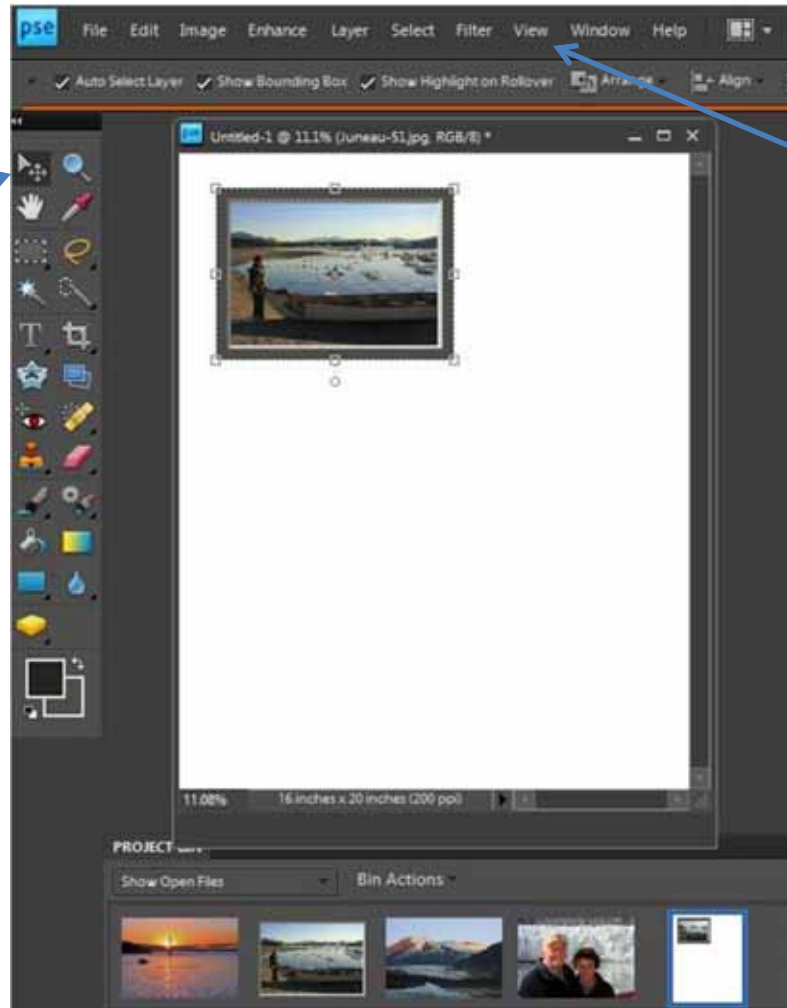 pse File Edit Image Enhance Layer Select Filter View Window Help
Auto Select Layer Show Bounding Box Show Highlight on Rollover Arrange Align
Untitled-1 @ 11.1% (Juneau-51.jpg, RGB/8) *
T
11.08% 16 inches x 20 inches (200 ppi)
PROJECT
Show Open Files Bin Actions